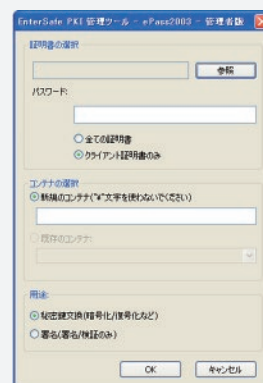 EnterSafe PKI 管理ツール - ePass2003 - 管理者版
証明書の選択
参照
パスワード:
全ての証明書
クライアント証明書のみ
コンテナの選択
新規のコンテナ("¥"文字を使わないでください)
既存のコンテナ:
用途:
秘密鍵交換(暗号化/復号化など)
署名(署名/検証のみ)
OK キャンセル